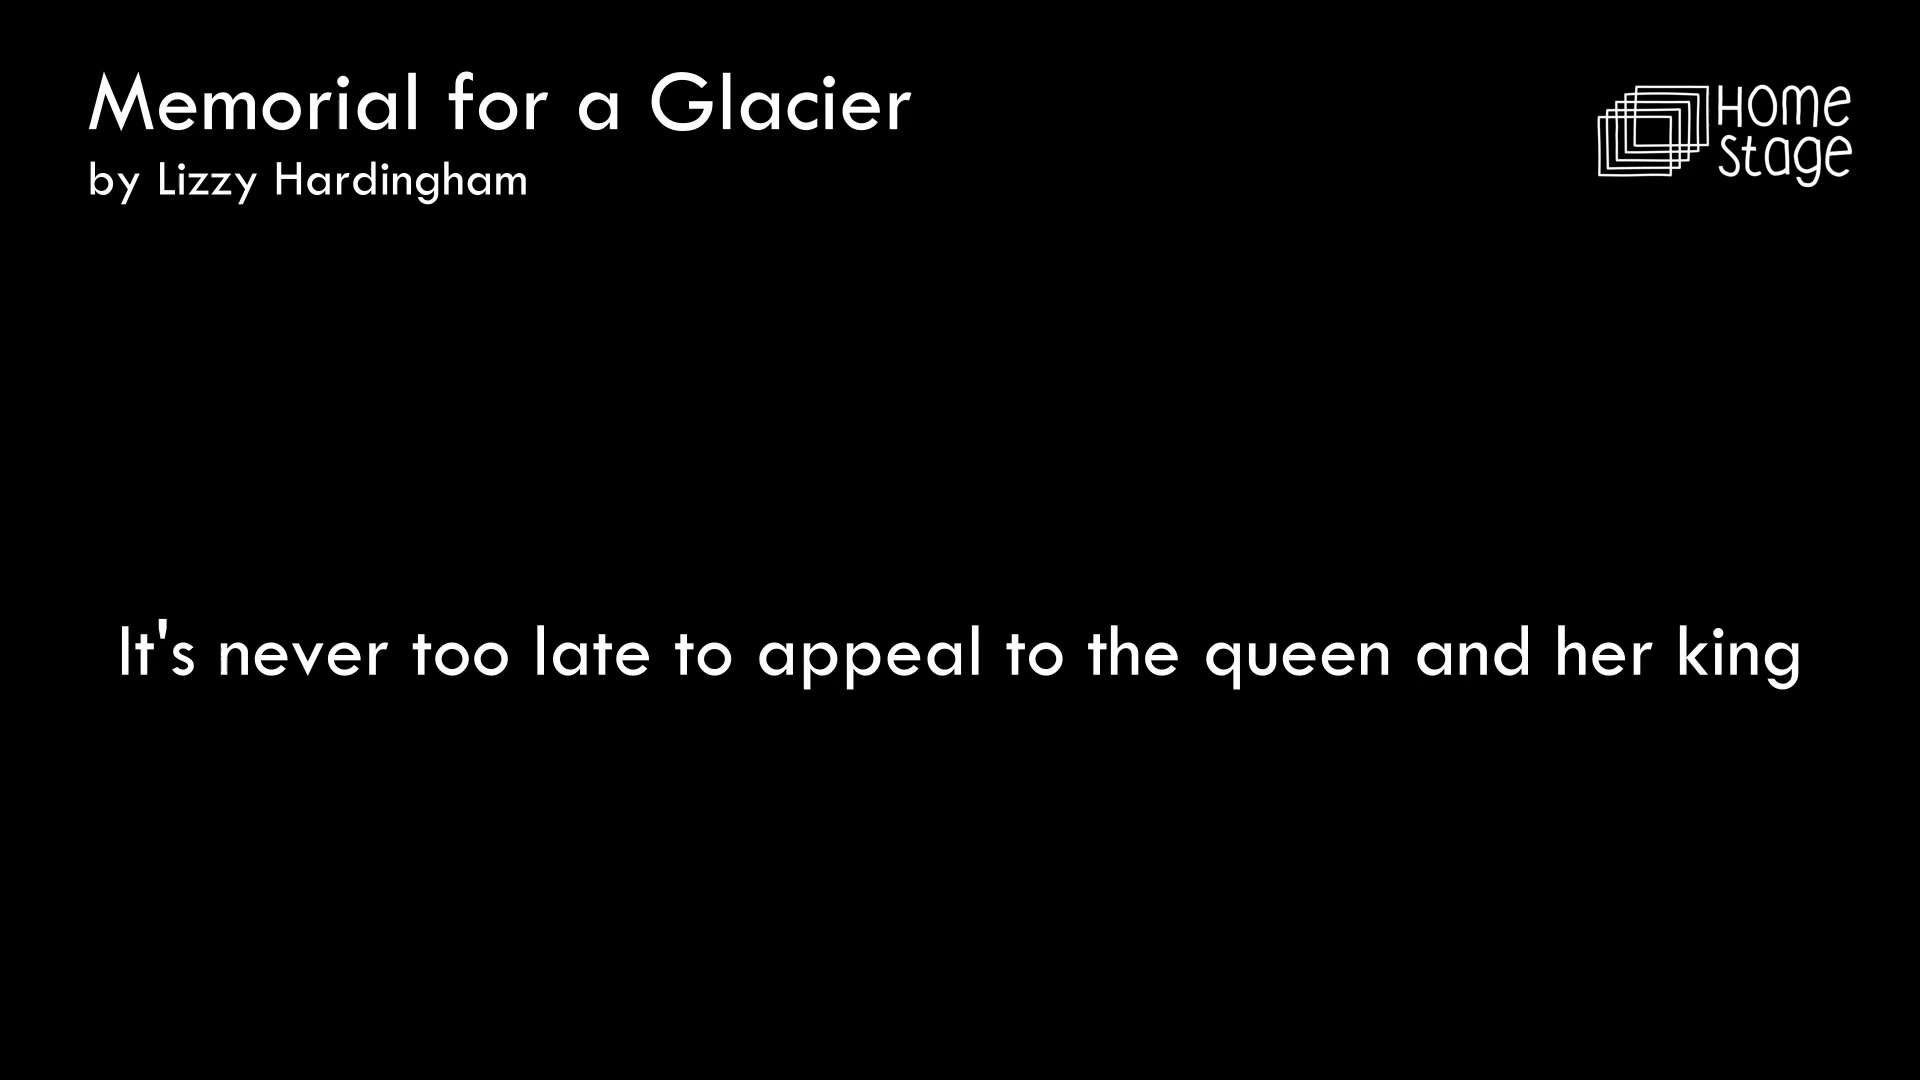 Memorial for a Glacier
by Lizzy Hardingham
Home
Stage
It's never too late to appeal to the queen and her king